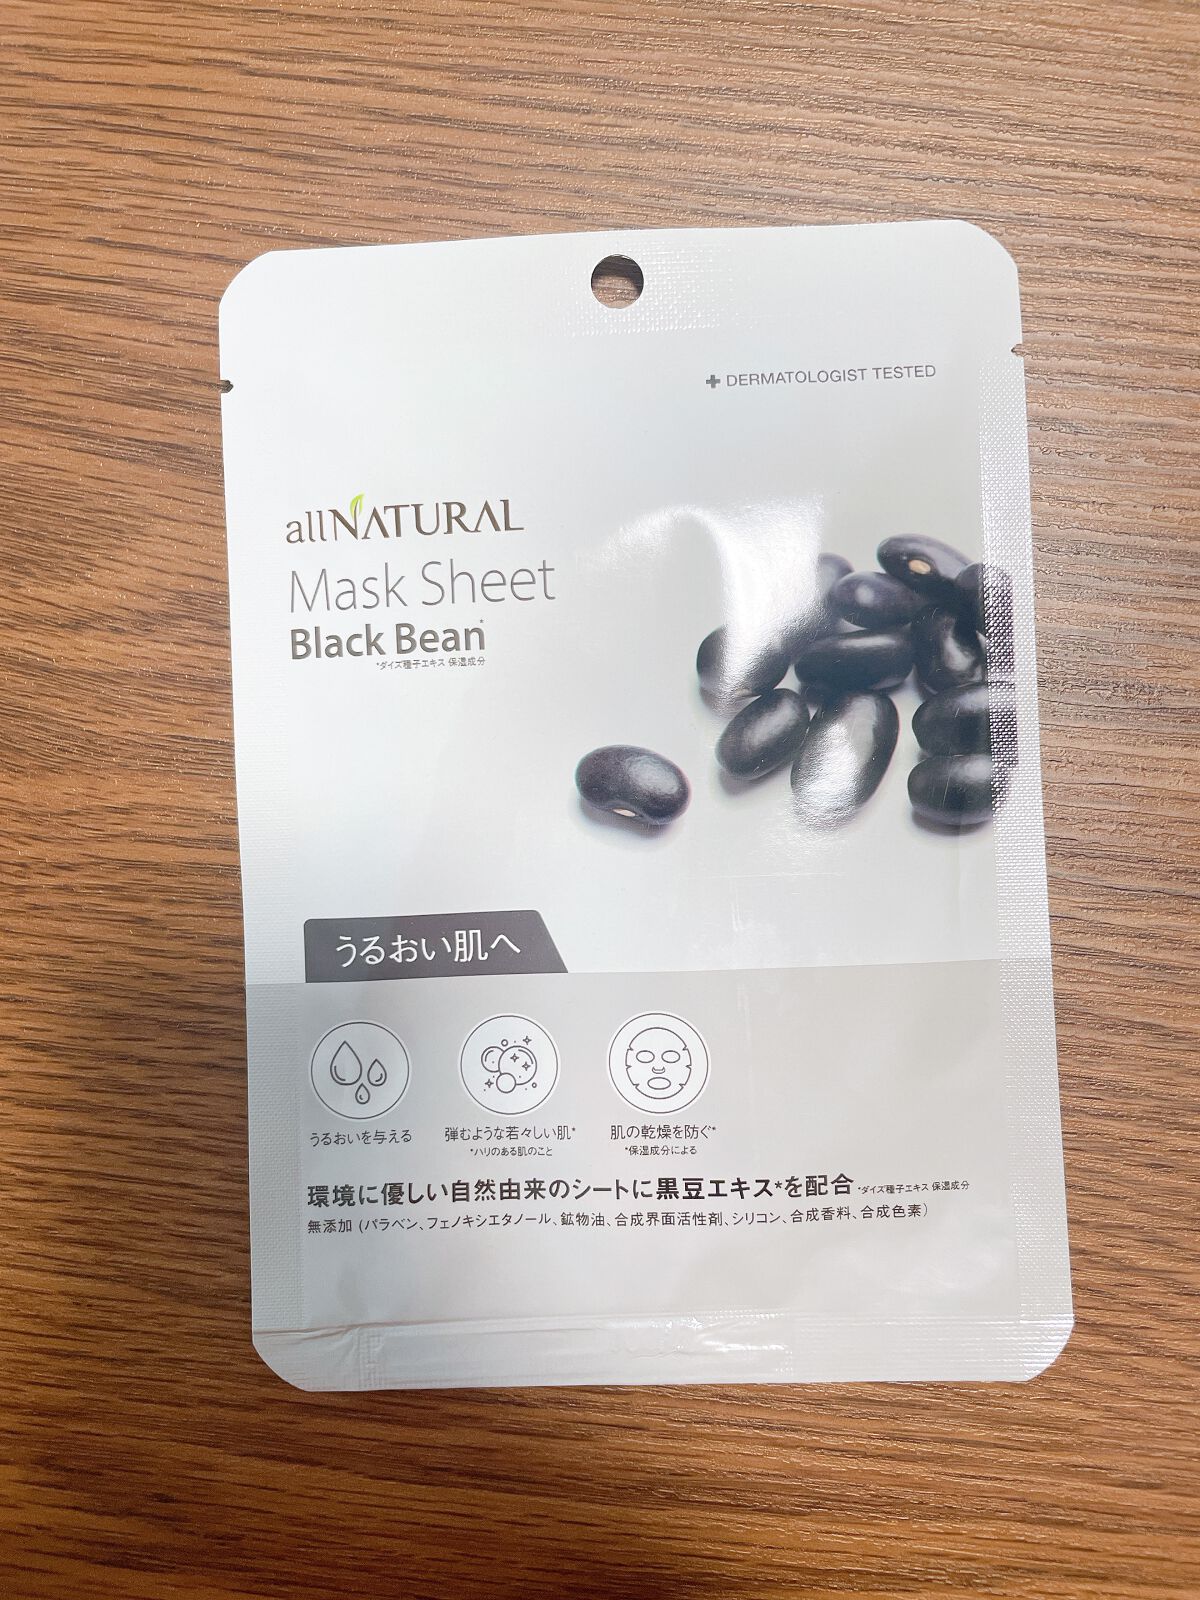 ✚ DERMATOLOGIST TESTED
allNATURAL
Mask Sheet
Black Bean*
*ダイズ種子エキス 保湿成分
うるおい肌へ
うるおいを与える
弾むような若々しい肌*
*ハリのある肌のこと
肌の乾燥を防ぐ*
*保湿成分による
環境に優しい自然由来のシートに黒豆エキス*を配合 *ダイズ種子エキス 保湿成分
無添加 (パラベン、フェノキシエタノール、鉱物油、合成界面活性剤、シリコン、合成香料、合成色素)